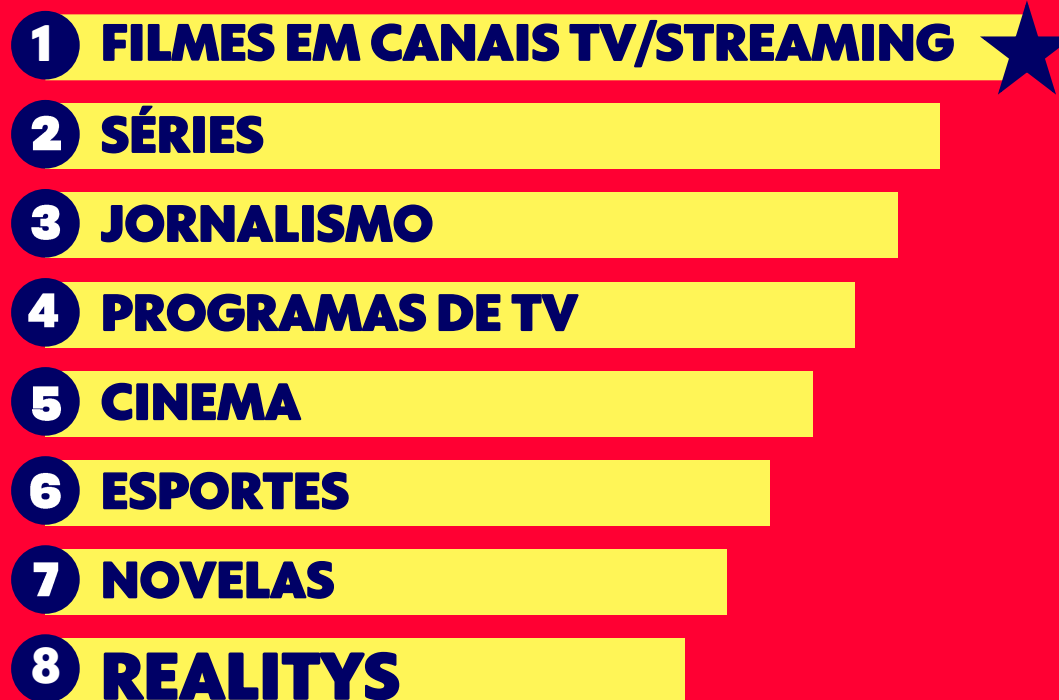 1 FILMES EM CANAIS TV/STREAMING
2 SÉRIES
3 JORNALISMO
4 PROGRAMAS DE TV
5 CINEMA
6 ESPORTES
7 NOVELAS
8 REALITYS